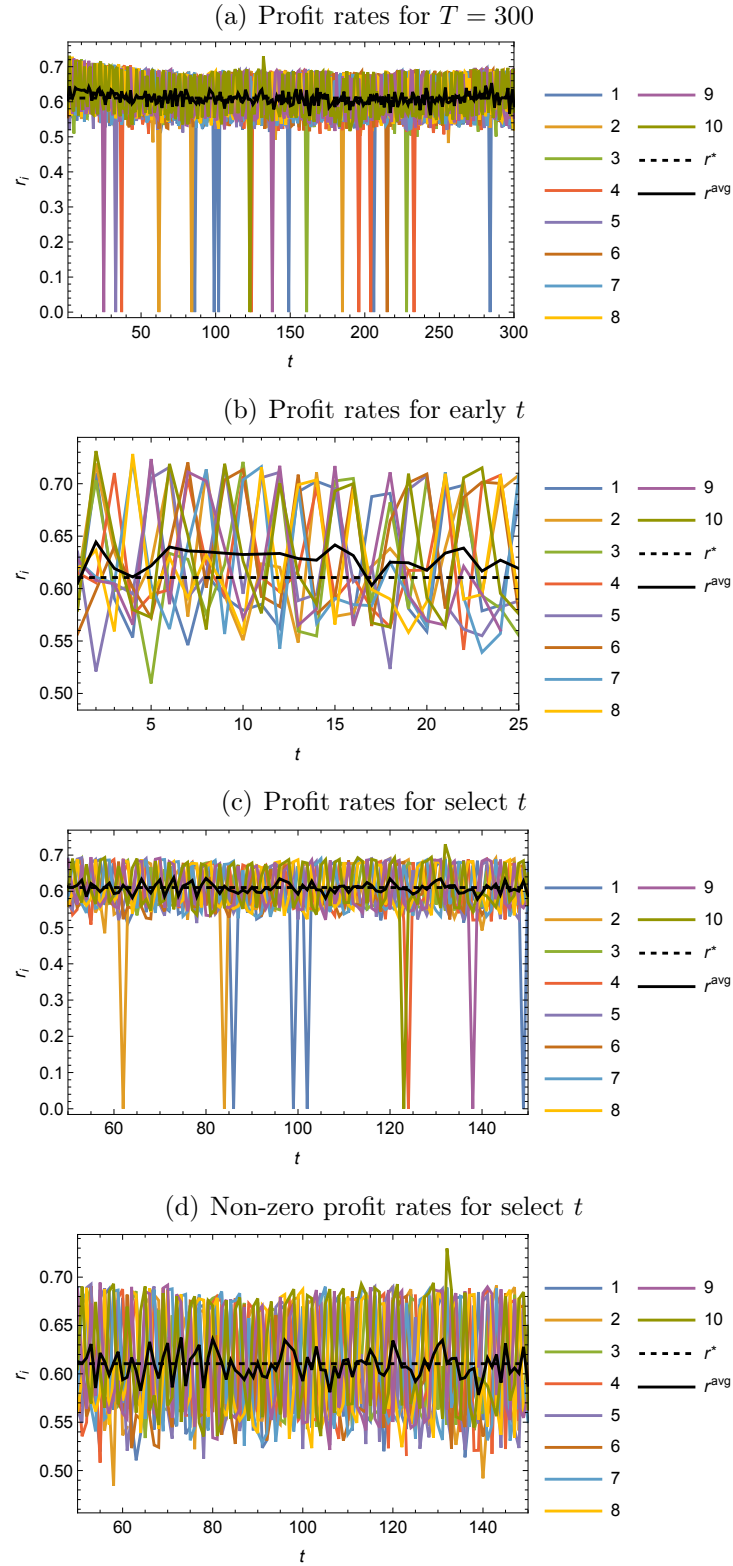 (a) Profit rates for T = 300
0.7
0.6
0.5
0.4
0.3
0.2
0.1
0.0
r_i
50 100 150 200 250 300
t
1 9
2 10
3 r*
4 r^avg
5
6
7
8
(b) Profit rates for early t
0.70
0.65
0.60
0.55
0.50
r_i
5 10 15 20 25
t
1 9
2 10
3 r*
4 r^avg
5
6
7
8
(c) Profit rates for select t
0.7
0.6
0.5
0.4
0.3
0.2
0.1
0.0
r_i
60 80 100 120 140
t
1 9
2 10
3 r*
4 r^avg
5
6
7
8
(d) Non-zero profit rates for select t
0.70
0.65
0.60
0.55
0.50
r_i
60 80 100 120 140
t
1 9
2 10
3 r*
4 r^avg
5
6
7
8